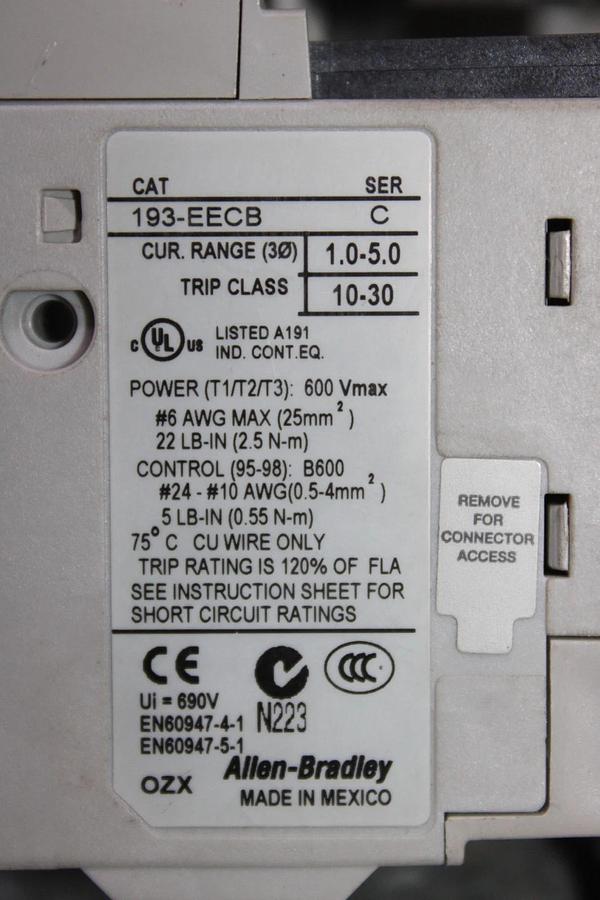 CAT SER
193-EECB C
CUR. RANGE (3Ø) 1.0-5.0
TRIP CLASS 10-30
c UL US LISTED A191
IND. CONT.EQ.
POWER (T1/T2/T3): 600 Vmax
#6 AWG MAX (25mm²)
22 LB-IN (2.5 N-m)
CONTROL (95-98): B600
#24 - #10 AWG(0.5-4mm²)
5 LB-IN (0.55 N-m)
75° C CU WIRE ONLY
TRIP RATING IS 120% OF FLA
SEE INSTRUCTION SHEET FOR
SHORT CIRCUIT RATINGS
REMOVE
FOR
CONNECTOR
ACCESS
CE CCC
Ui = 690V
EN60947-4-1 N223
EN60947-5-1
Allen-Bradley
OZX MADE IN MEXICO